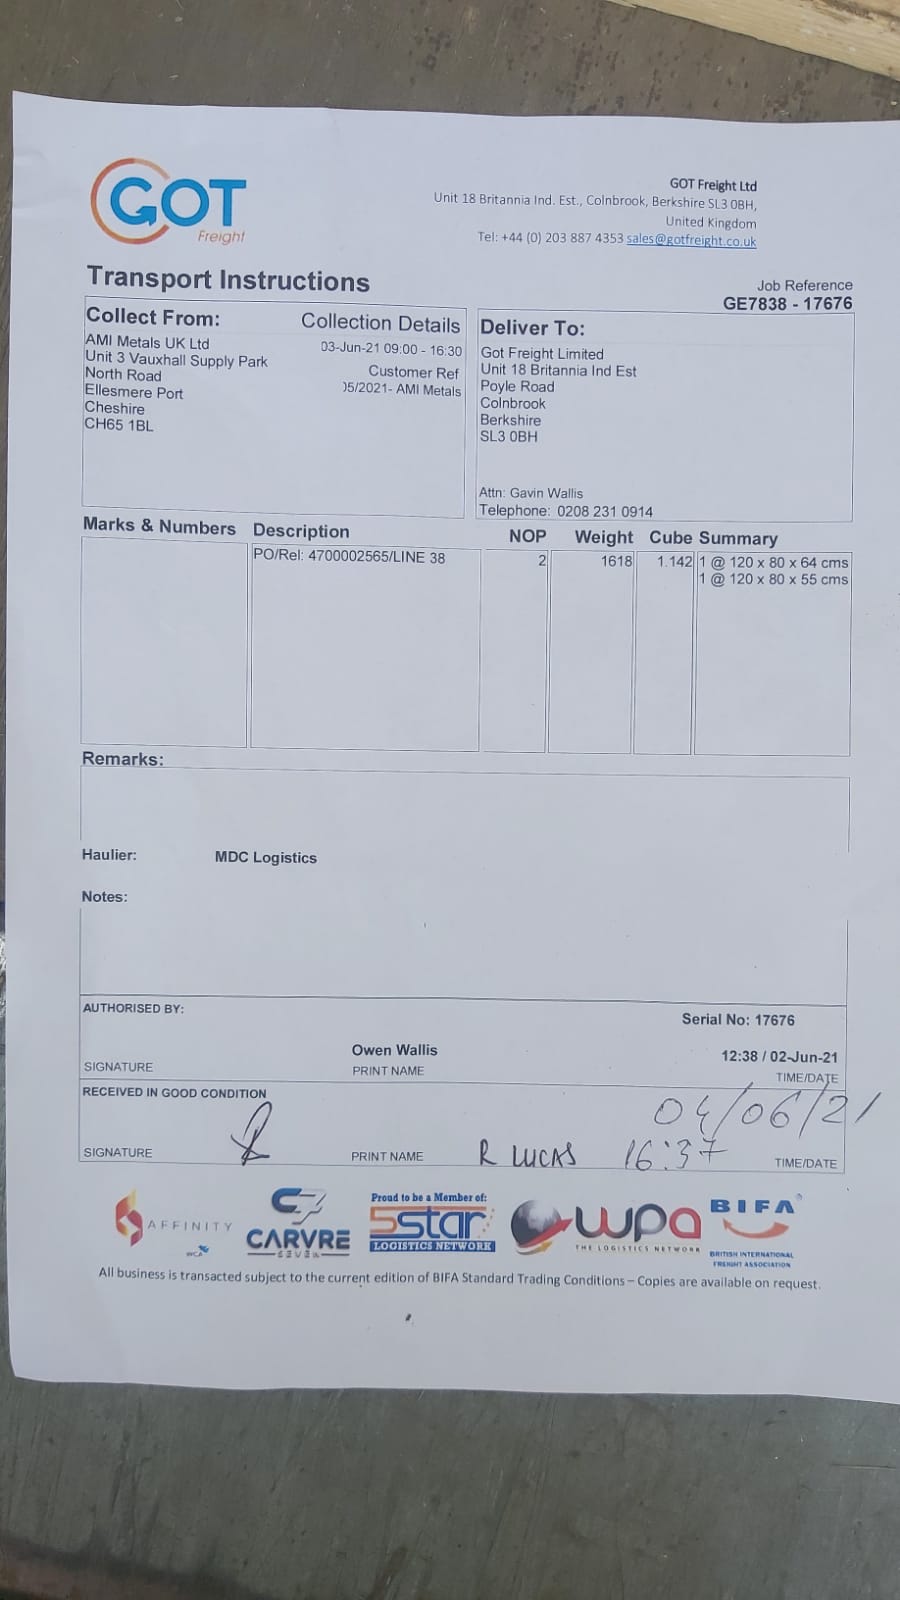 GOT
Freight
GOT Freight Ltd
Unit 18 Britannia Ind. Est., Colnbrook, Berkshire SL3 0BH,
United Kingdom
Tel: +44 (0) 203 887 4353 sales@gotfreight.co.uk
Transport Instructions
Job Reference
GE7838 - 17676
Collect From:
AMI Metals UK Ltd
Unit 3 Vauxhall Supply Park
North Road
Ellesmere Port
Cheshire
CH65 1BL
Collection Details
03-Jun-21 09:00 - 16:30
Customer Ref
05/2021- AMI Metals
Deliver To:
Got Freight Limited
Unit 18 Britannia Ind Est
Poyle Road
Colnbrook
Berkshire
SL3 0BH
Attn: Gavin Wallis
Telephone: 0208 231 0914
Marks & Numbers Description NOP Weight Cube Summary
PO/Rel: 4700002565/LINE 38 2 1618 1.142 1 @ 120 x 80 x 64 cms
1 @ 120 x 80 x 55 cms
Remarks:
Haulier: MDC Logistics
Notes:
AUTHORISED BY:
Serial No: 17676
Owen Wallis 12:38 / 02-Jun-21
SIGNATURE PRINT NAME TIME/DATE
RECEIVED IN GOOD CONDITION
04/06/21
SIGNATURE PRINT NAME R LUCAS 16:37 TIME/DATE
AFFINITY
WCA
CARVRE
SEVEN
Proud to be a Member of:
5star
LOGISTICS NETWORK
wpa
THE LOGISTICS NETWORK
BIFA
BRITISH INTERNATIONAL
FREIGHT ASSOCIATION
All business is transacted subject to the current edition of BIFA Standard Trading Conditions – Copies are available on request.